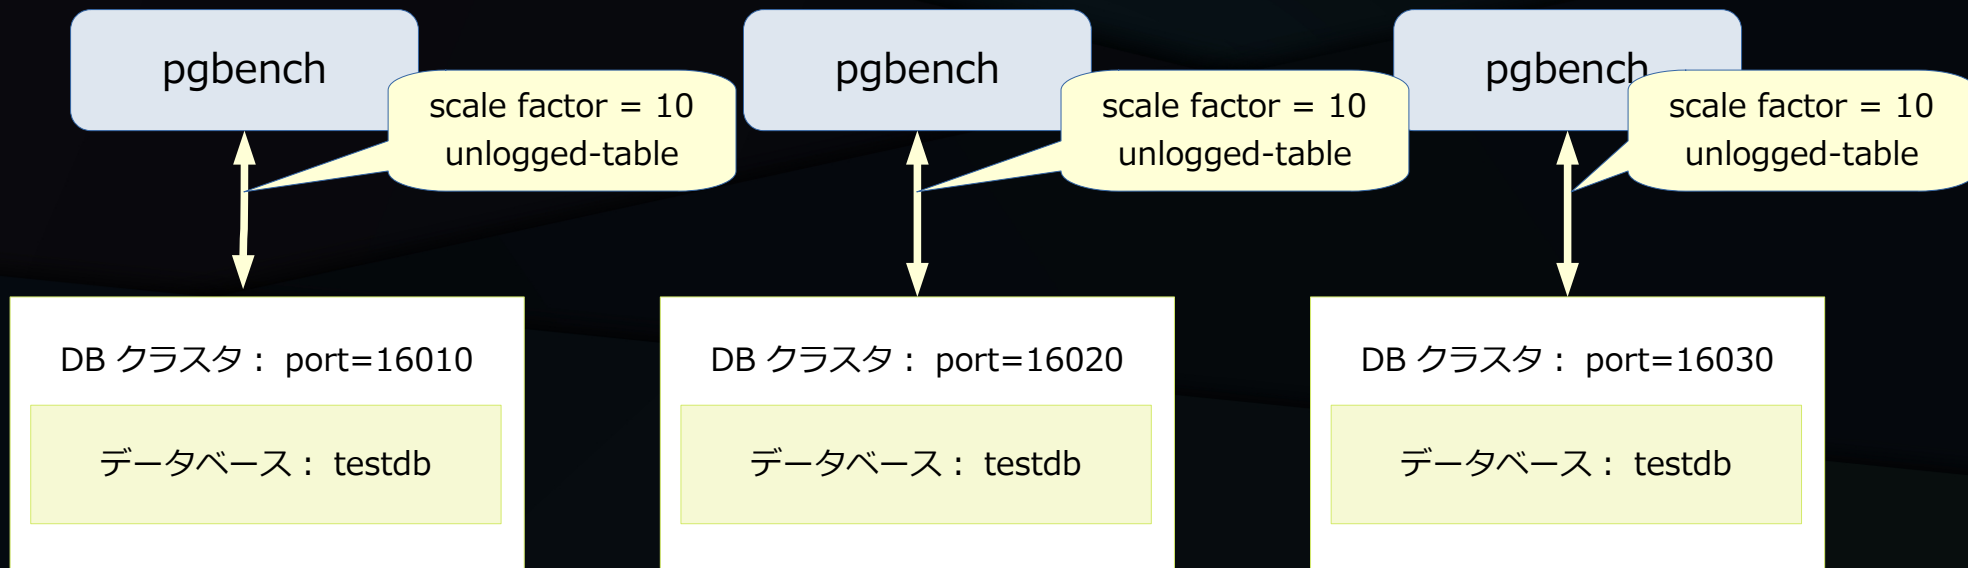 pgbench
scale factor = 10
unlogged-table
pgbench
scale factor = 10
unlogged-table
pgbench
scale factor = 10
unlogged-table
DB クラスタ： port=16010
データベース： testdb
DB クラスタ： port=16020
データベース： testdb
DB クラスタ： port=16030
データベース： testdb